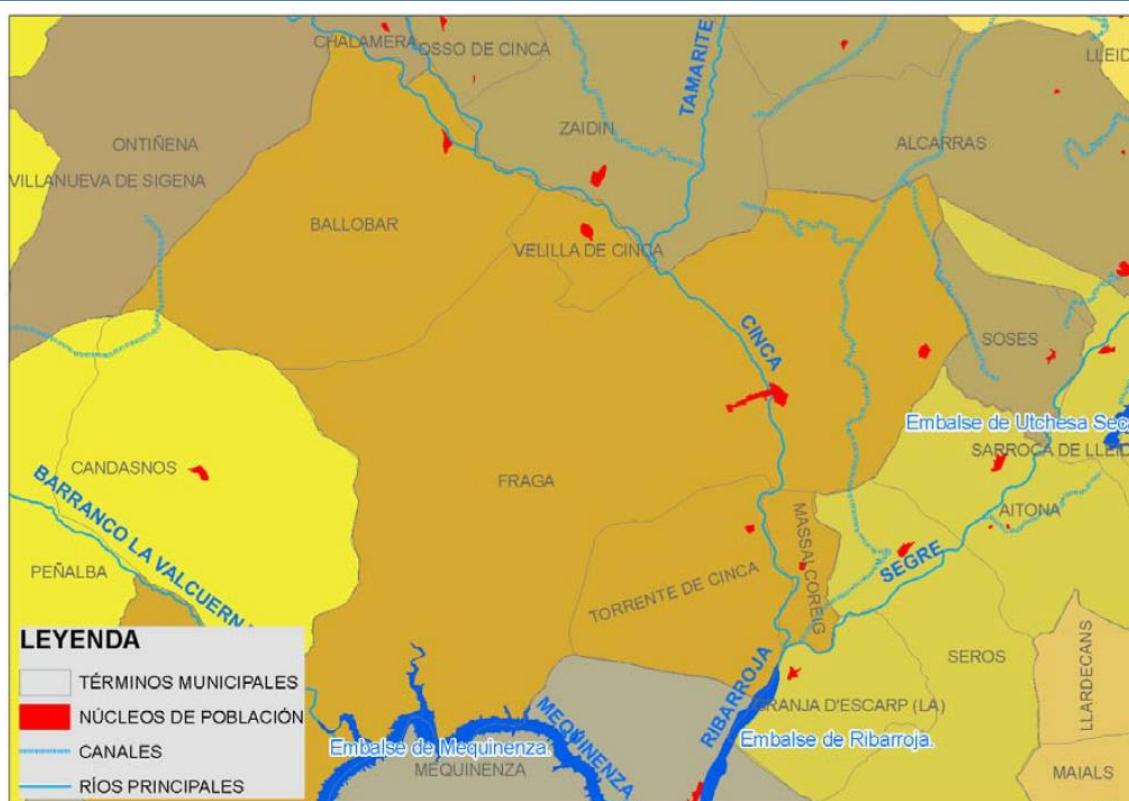 CHALAMERA
OSSO DE CINCA
TAMARITE
LLEID
ZAIDIN
ONTIÑENA
ALCARRAS
VILLANUEVA DE SIGENA
BALLOBAR
VELILLA DE CINCA
CINCA
SOSES
Embalse de Utchesa Sec
SARROCA DE LLEID
CANDASNOS
FRAGA
AITONA
BARRANCO LA VALCUERN
MASSALCOREIG
SEGRE
PEÑALBA
TORRENTE DE CINCA
LEYENDA
TÉRMINOS MUNICIPALES
NÚCLEOS DE POBLACIÓN
CANALES
RÍOS PRINCIPALES
SEROS
LLARDECANS
RIBARROJA
MEQUINENZA
GRANJA D'ESCARP (LA)
Embalse de Mequinenza.
Embalse de Ribarroja.
MEQUINENZA
MAIALS